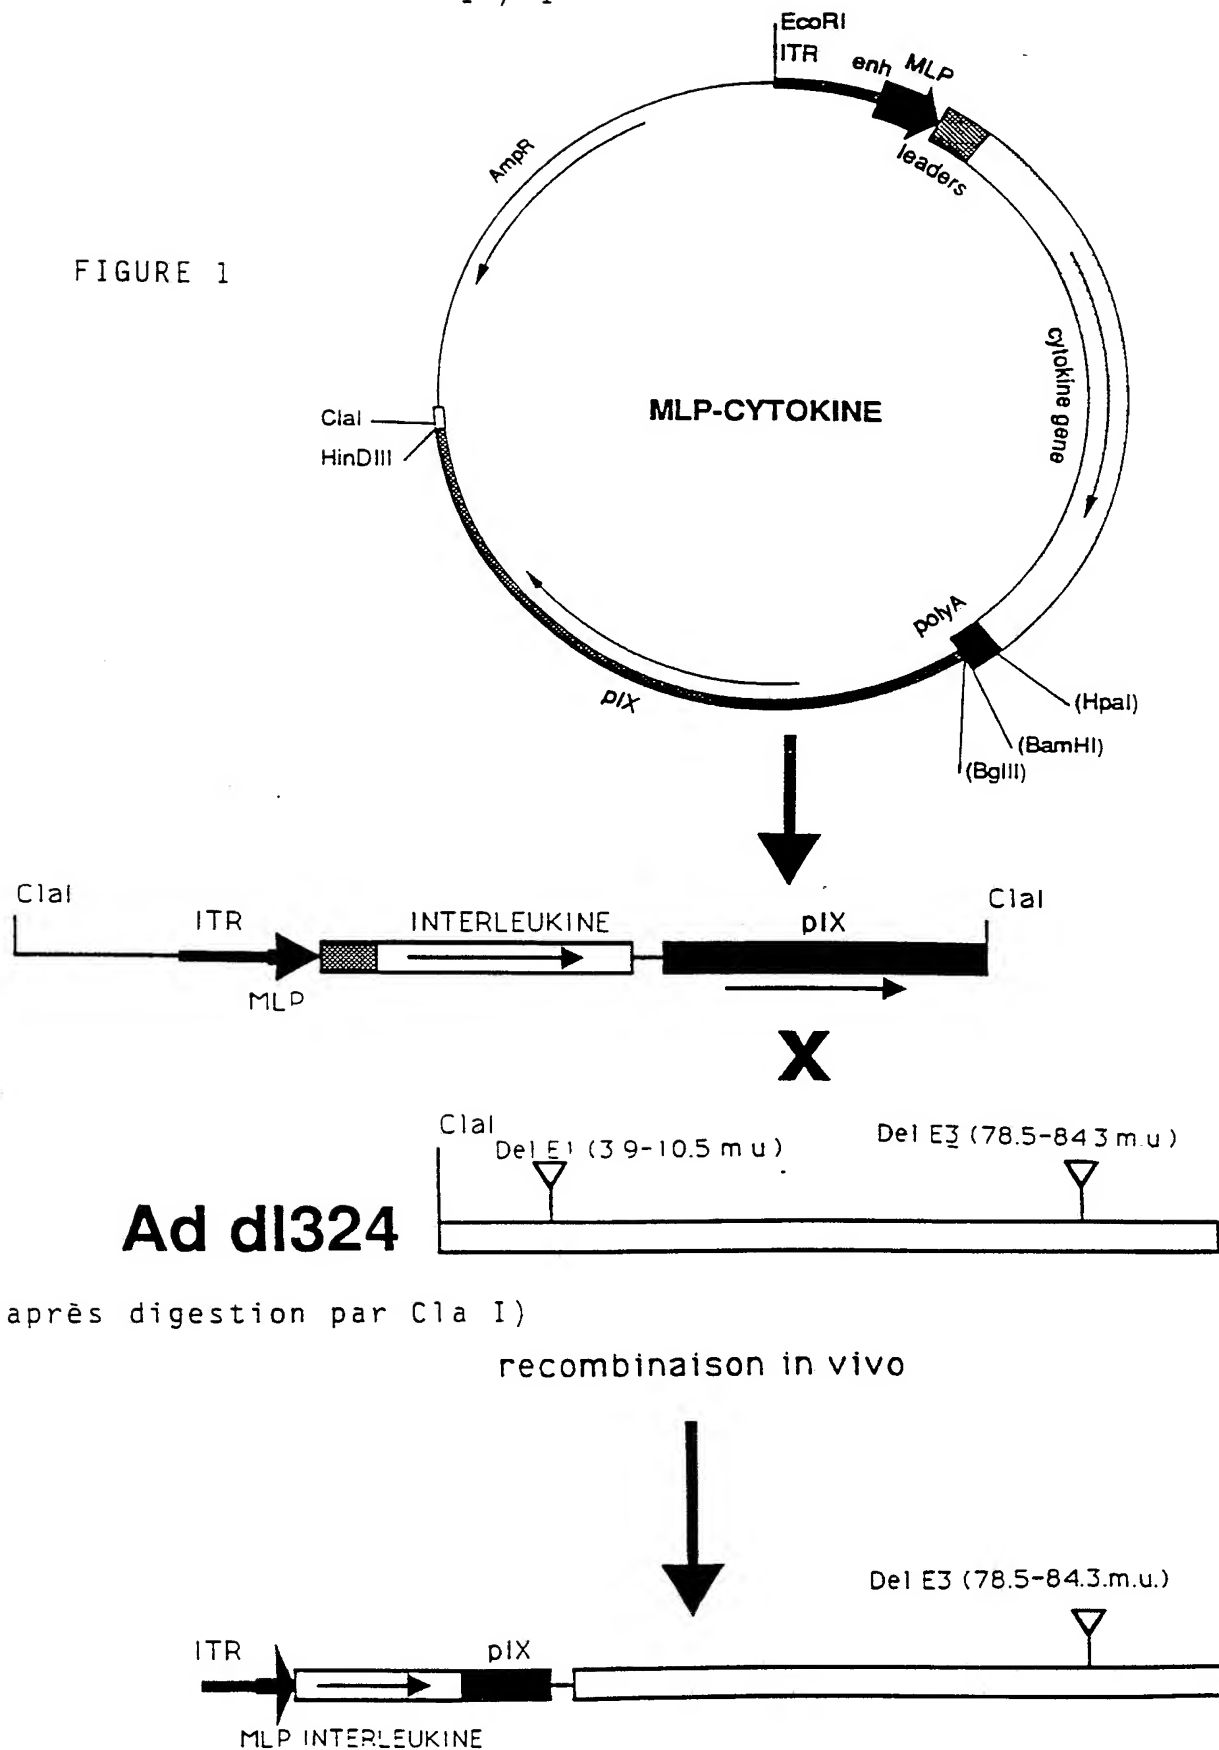 EcoRI
ITR
enh MLP
leaders
AmpR
FIGURE 1
cytokine gene
MLP-CYTOKINE
ClaI
HinDIII
polyA
pIX
(HpaI)
(BamHI)
(BglII)
ClaI
ClaI
ITR
INTERLEUKINE
pIX
MLP
X
ClaI
Del E1 (3 9-10.5 m u)
Del E3 (78.5-84 3 m.u)
Ad dl324
après digestion par Cla I)
recombinaison in vivo
Del E3 (78.5-84.3.m.u.)
ITR
pIX
MLP INTERLEUKINE